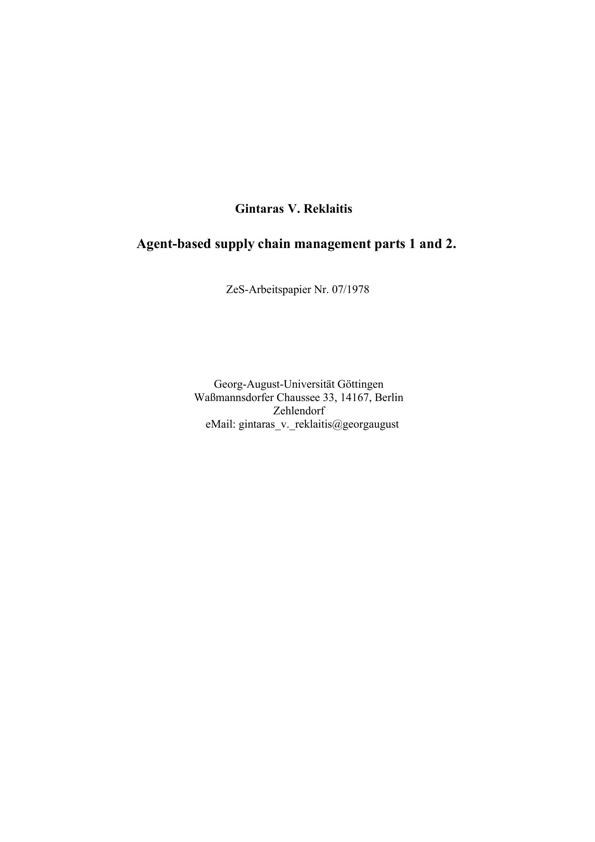 Gintaras V. Reklaitis
Agent-based supply chain management parts 1 and 2.
ZeS-Arbeitspapier Nr. 07/1978
Georg-August-Universität Göttingen
Waßmannsdorfer Chaussee 33, 14167, Berlin
Zehlendorf
eMail: gintaras_v._reklaitis@georgaugust